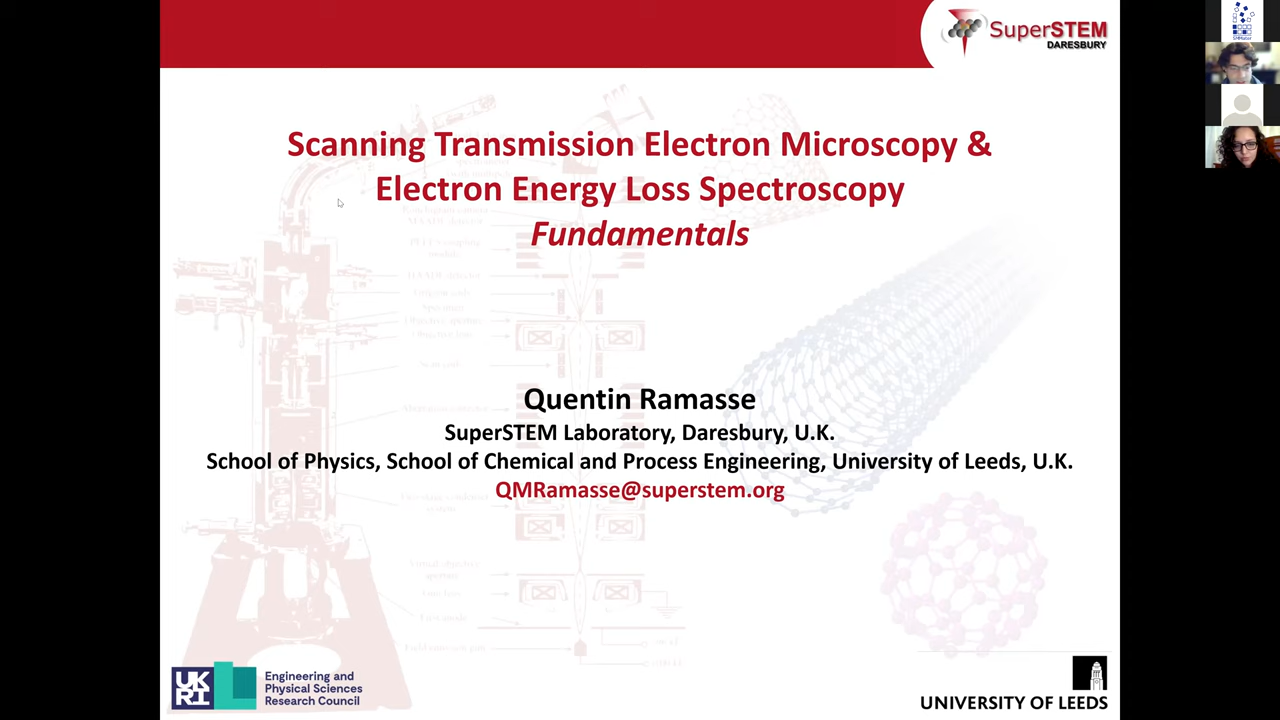 SuperSTEM
DARESBURY
Scanning Transmission Electron Microscopy &
Electron Energy Loss Spectroscopy
Fundamentals
Quentin Ramasse
SuperSTEM Laboratory, Daresbury, U.K.
School of Physics, School of Chemical and Process Engineering, University of Leeds, U.K.
QMRamasse@superstem.org
UK
RI
Engineering and
Physical Sciences
Research Council
UNIVERSITY OF LEEDS